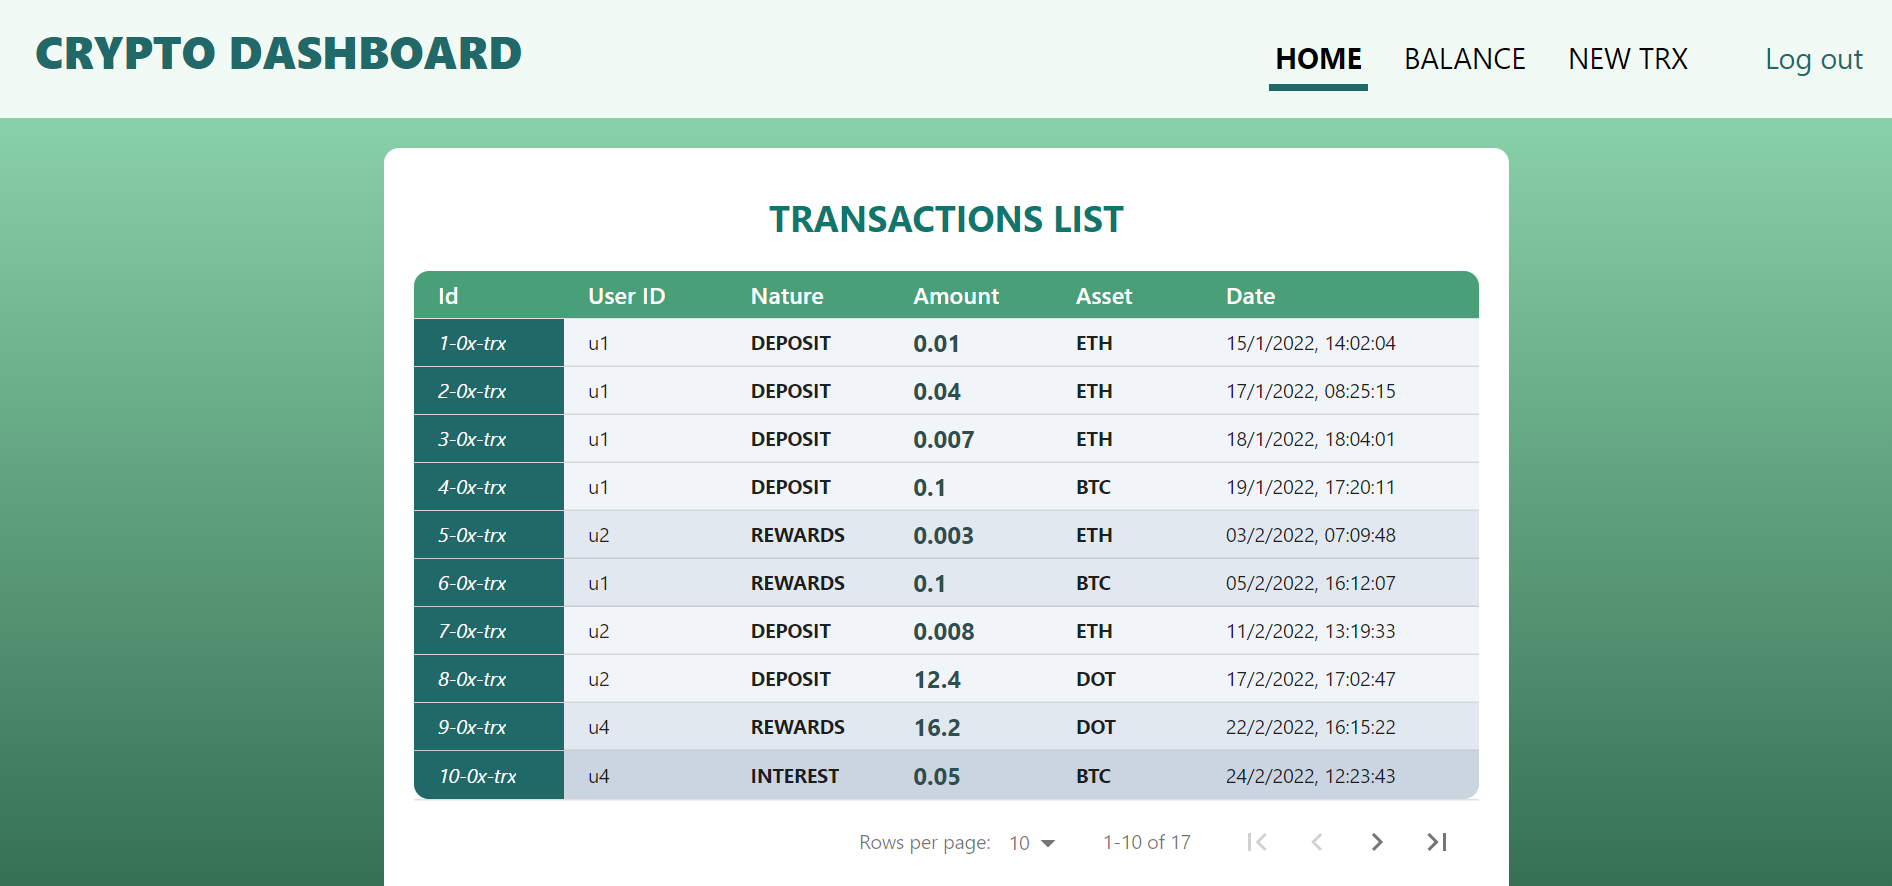 CRYPTO DASHBOARD
HOME BALANCE NEW TRX Log out
TRANSACTIONS LIST
Id User ID Nature Amount Asset Date
1-0x-trx u1 DEPOSIT 0.01 ETH 15/1/2022, 14:02:04
2-0x-trx u1 DEPOSIT 0.04 ETH 17/1/2022, 08:25:15
3-0x-trx u1 DEPOSIT 0.007 ETH 18/1/2022, 18:04:01
4-0x-trx u1 DEPOSIT 0.1 BTC 19/1/2022, 17:20:11
5-0x-trx u2 REWARDS 0.003 ETH 03/2/2022, 07:09:48
6-0x-trx u1 REWARDS 0.1 BTC 05/2/2022, 16:12:07
7-0x-trx u2 DEPOSIT 0.008 ETH 11/2/2022, 13:19:33
8-0x-trx u2 DEPOSIT 12.4 DOT 17/2/2022, 17:02:47
9-0x-trx u4 REWARDS 16.2 DOT 22/2/2022, 16:15:22
10-0x-trx u4 INTEREST 0.05 BTC 24/2/2022, 12:23:43
Rows per page: 10 1-10 of 17